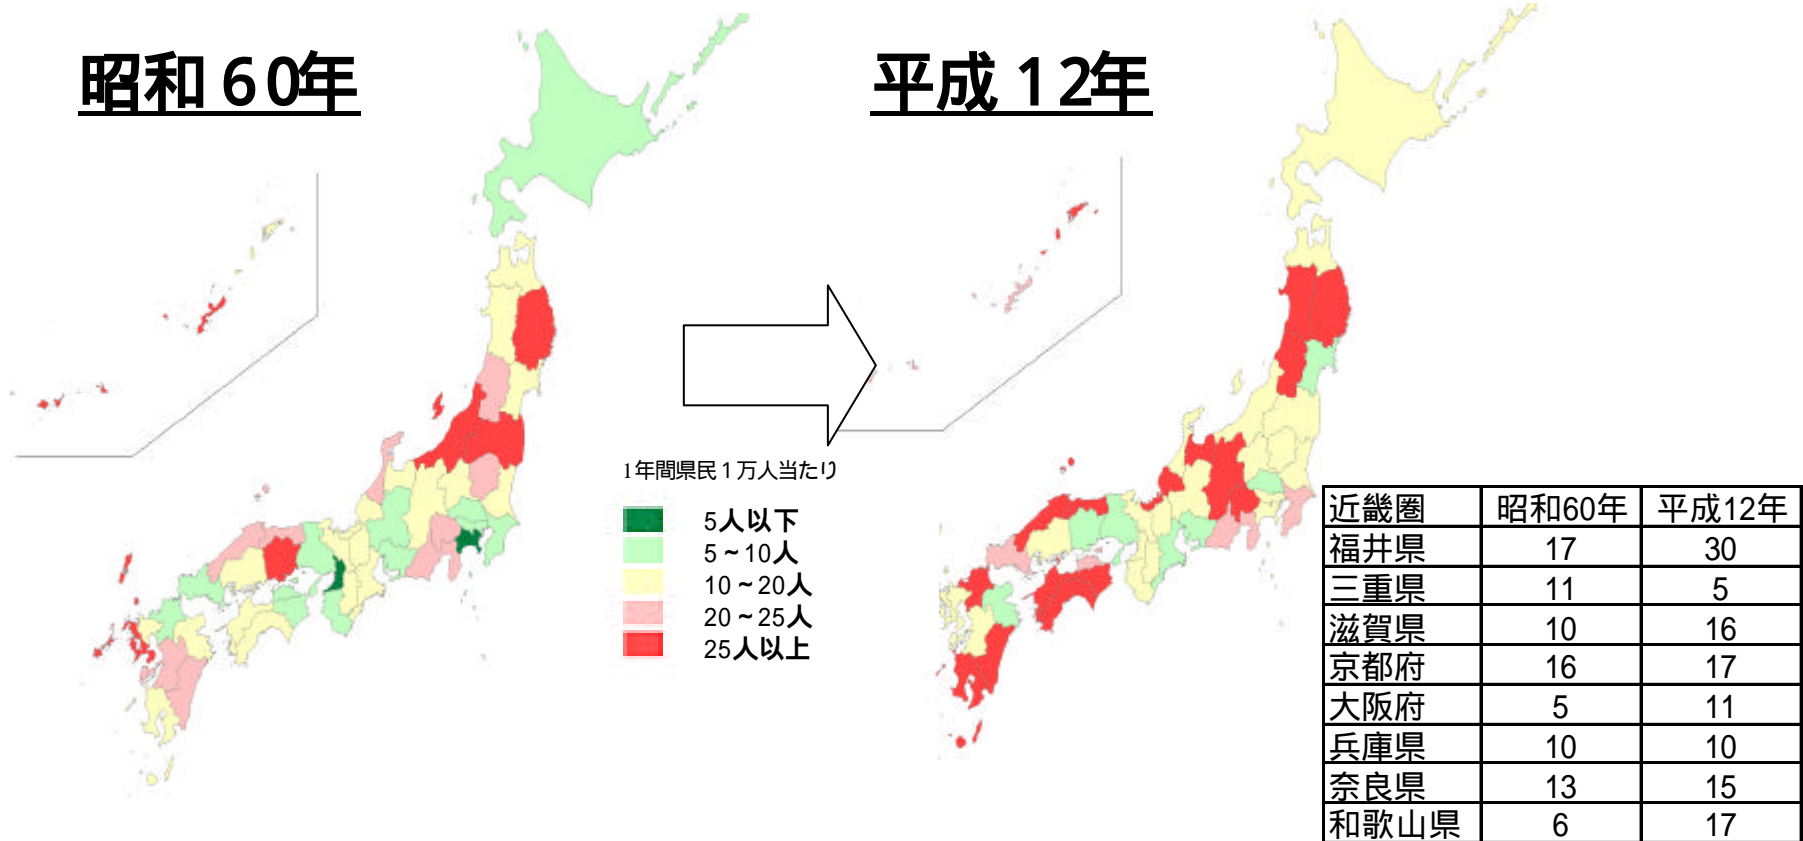 昭和60年
平成12年
1年間県民1万人当たり
5人以下
5~10人
10~20人
20~25人
25人以上
近畿圏 昭和60年 平成12年
福井県 17 30
三重県 11 5
滋賀県 10 16
京都府 16 17
大阪府 5 11
兵庫県 10 10
奈良県 13 15
和歌山県 6 17